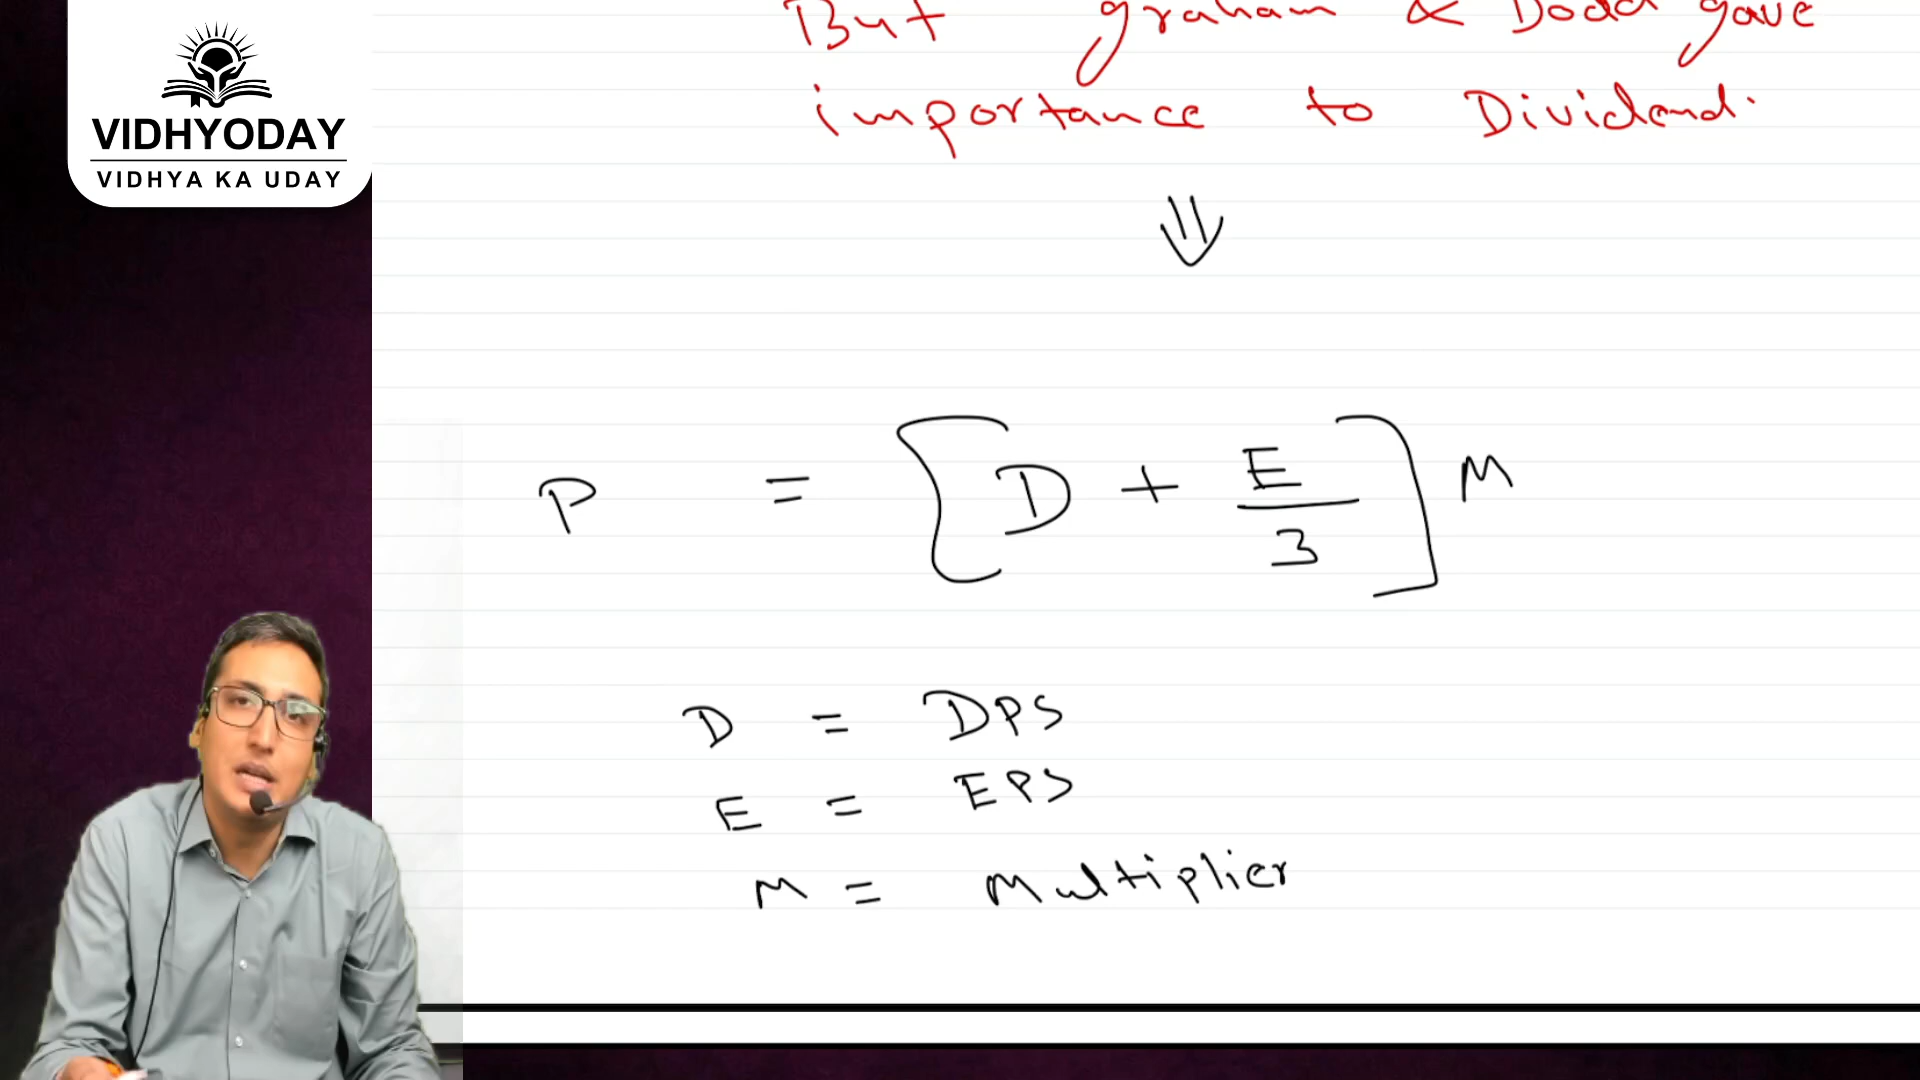 But graham & Dodd gave
importance to Dividend.
VIDHYODAY
VIDHYA KA UDAY
P = [D + E/3] M
D = DPS
E = EPS
M = Multiplier